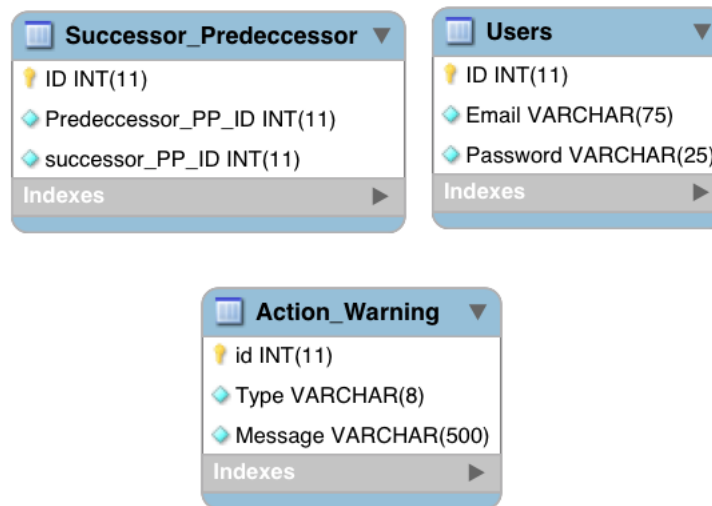 Successor_Predeccessor
ID INT(11)
Predeccessor_PP_ID INT(11)
successor_PP_ID INT(11)
Indexes
Users
ID INT(11)
Email VARCHAR(75)
Password VARCHAR(25)
Indexes
Action_Warning
id INT(11)
Type VARCHAR(8)
Message VARCHAR(500)
Indexes